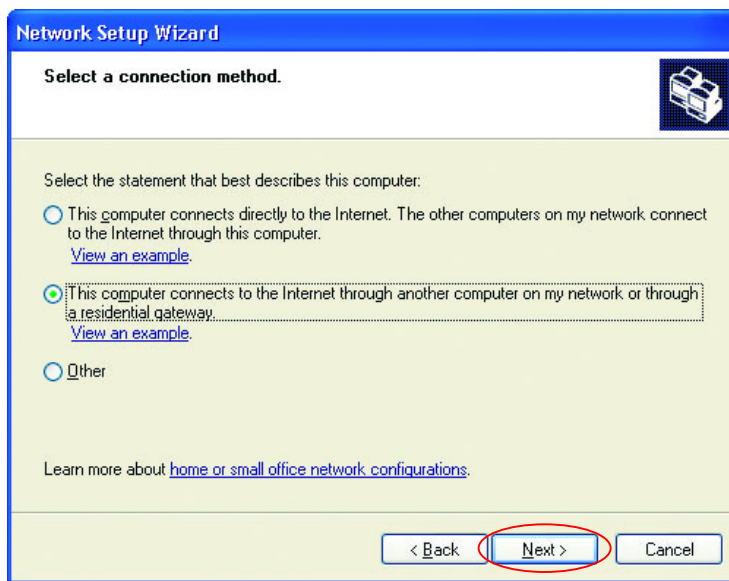 Network Setup Wizard
Select a connection method.
Select the statement that best describes this computer:
This computer connects directly to the Internet. The other computers on my network connect
to the Internet through this computer.
View an example.
This computer connects to the Internet through another computer on my network or through
a residential gateway.
View an example.
Other
Learn more about home or small office network configurations.
< Back Next > Cancel